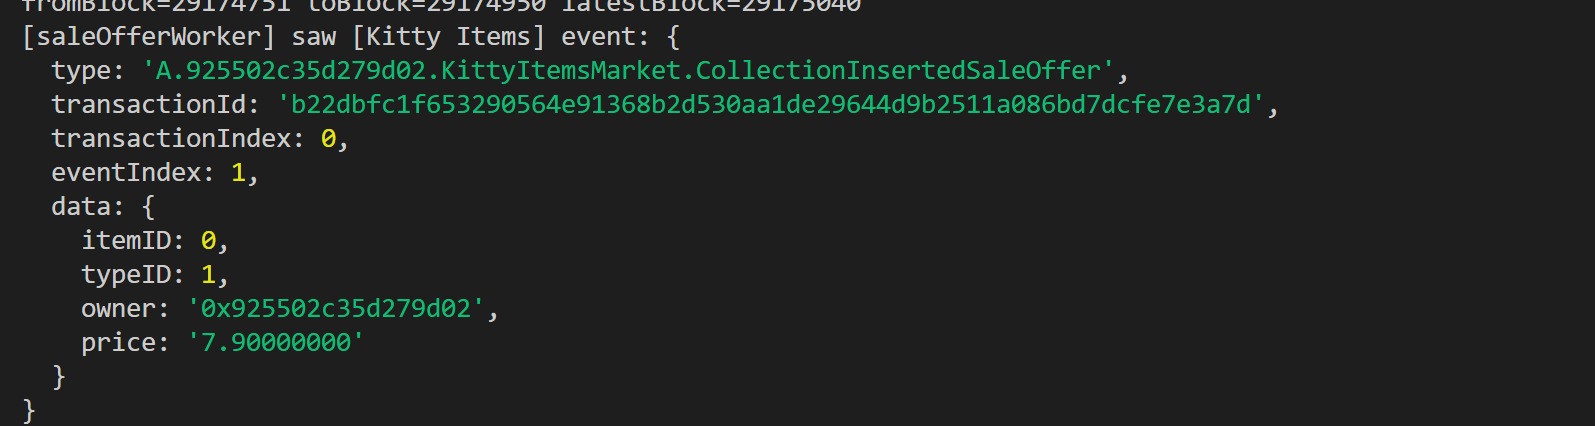 fromBlock=29174751 toBlock=29174950 latestBlock=29175040
[saleOfferWorker] saw [Kitty Items] event: {
  type: 'A.925502c35d279d02.KittyItemsMarket.CollectionInsertedSaleOffer',
  transactionId: 'b22dbfc1f653290564e91368b2d530aa1de29644d9b2511a086bd7dcfe7e3a7d',
  transactionIndex: 0,
  eventIndex: 1,
  data: {
    itemID: 0,
    typeID: 1,
    owner: '0x925502c35d279d02',
    price: '7.90000000'
  }
}